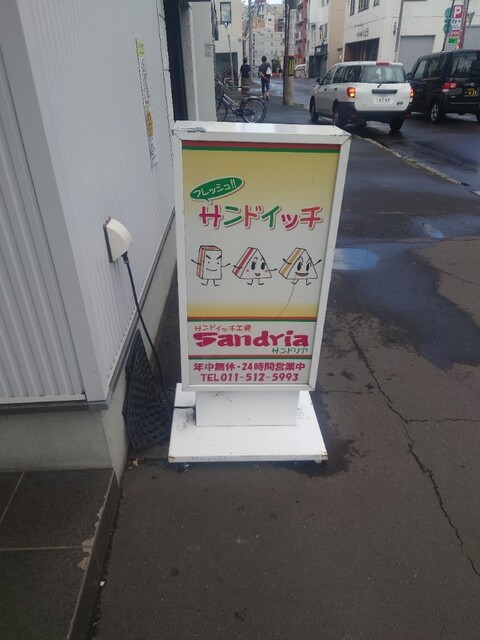 フレッシュ!!
サンドイッチ
サンドイッチ工房
Sandria
サンドリア
年中無休・24時間営業中
TEL011-512-5993